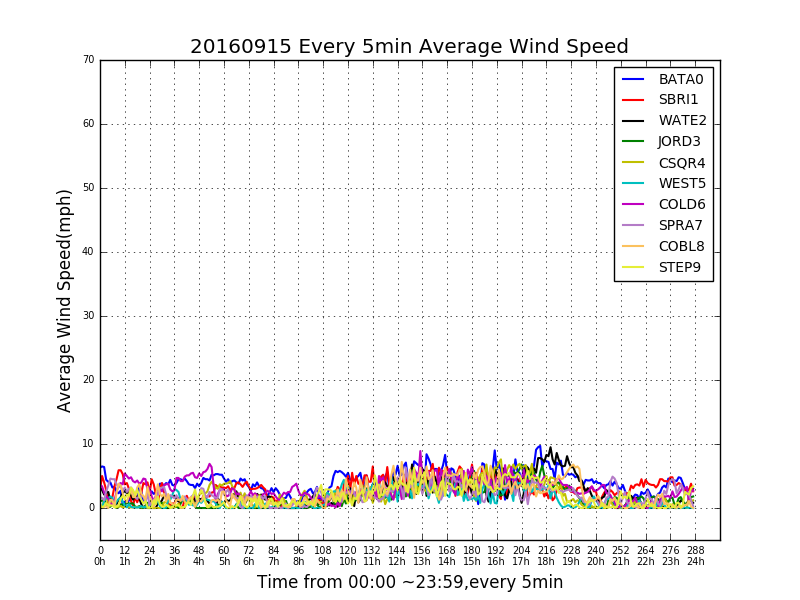 20160915 Every 5min Average Wind Speed
70
60
50
40
30
20
10
0
Average Wind Speed(mph)
BATA0
SBRI1
WATE2
JORD3
CSQR4
WEST5
COLD6
SPRA7
COBL8
STEP9
0 12 24 36 48 60 72 84 96 108 120 132 144 156 168 180 192 204 216 228 240 252 264 276 288
0h 1h 2h 3h 4h 5h 6h 7h 8h 9h 10h 11h 12h 13h 14h 15h 16h 17h 18h 19h 20h 21h 22h 23h 24h
Time from 00:00 ~23:59,every 5min